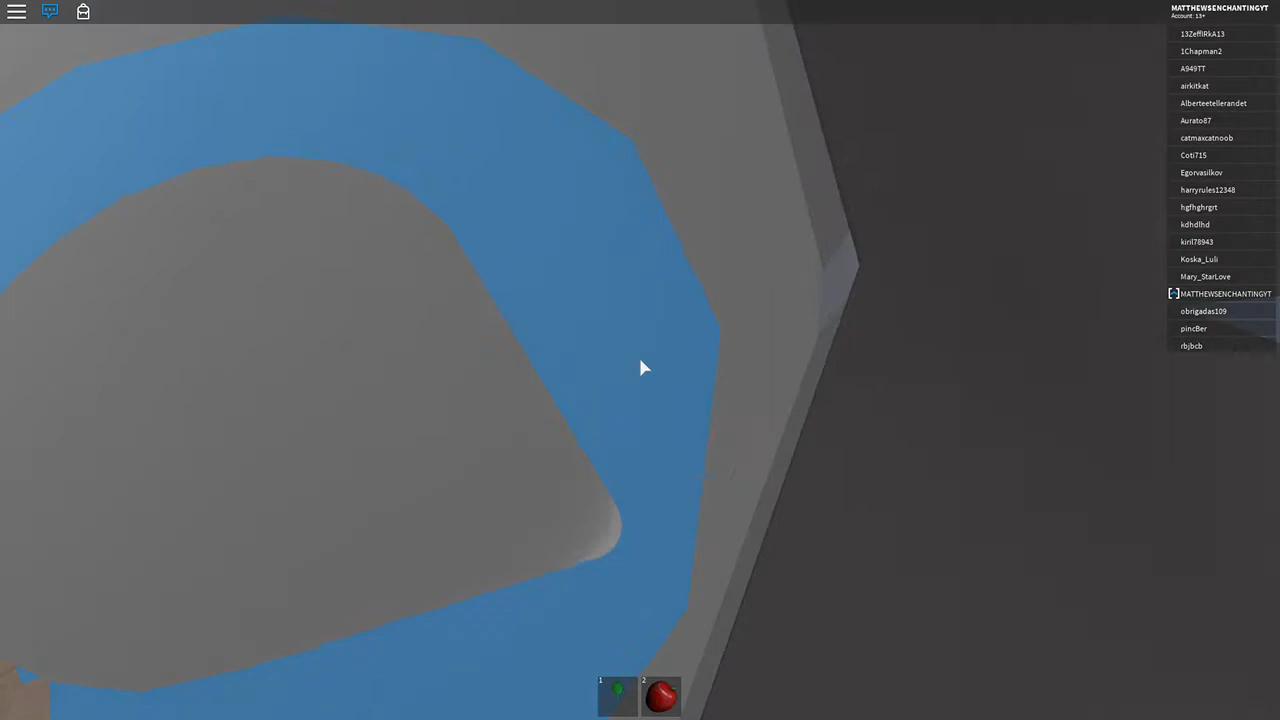 MATTHEWSENCHANTINGYT
Account: 13+
13ZefflRkA13
1Chapman2
A949TT
airkitkat
Alberteetellerandet
Aurato87
catmaxcatnoob
Coti715
Egorvasilkov
harryrules12348
hgfhghrgrt
kdhdlhd
kiril78943
Koska_Luli
Mary_StarLove
MATTHEWSENCHANTINGYT
obrigadas109
pincBer
rbjbcb
1 2